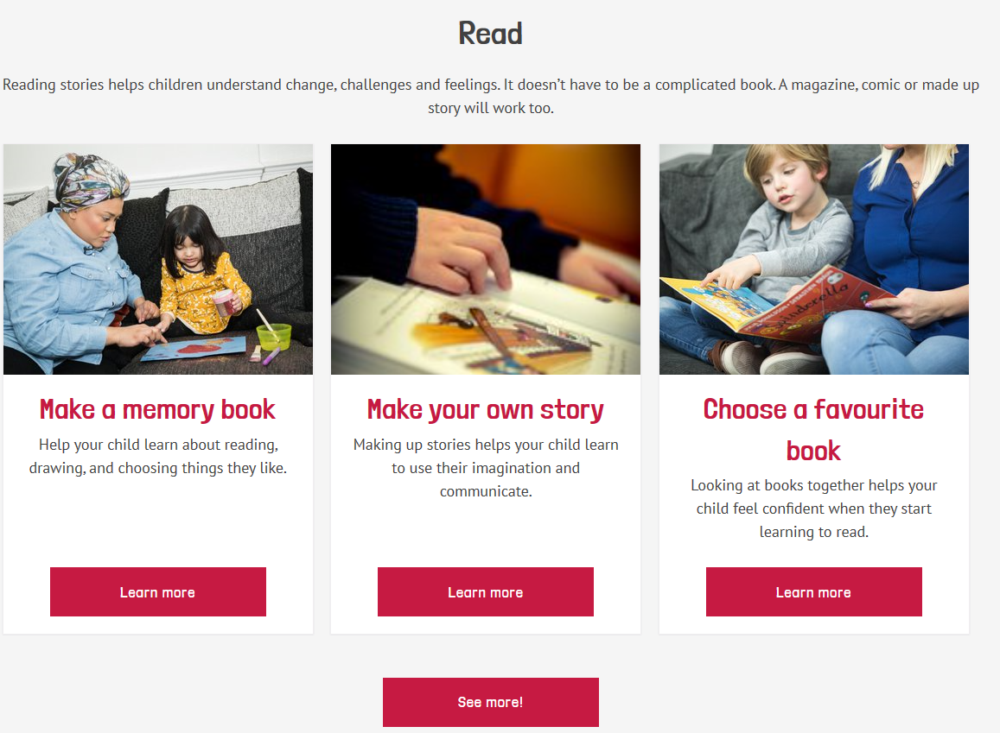 Read
Reading stories helps children understand change, challenges and feelings. It doesn't have to be a complicated book. A magazine, comic or made up
story will work too.
Make a memory book
Help your child learn about reading,
drawing, and choosing things they like.
Learn more
Make your own story
Making up stories helps your child learn
to use their imagination and
communicate.
Learn more
Cinderella
Choose a favourite
book
Looking at books together helps your
child feel confident when they start
learning to read.
Learn more
See more!